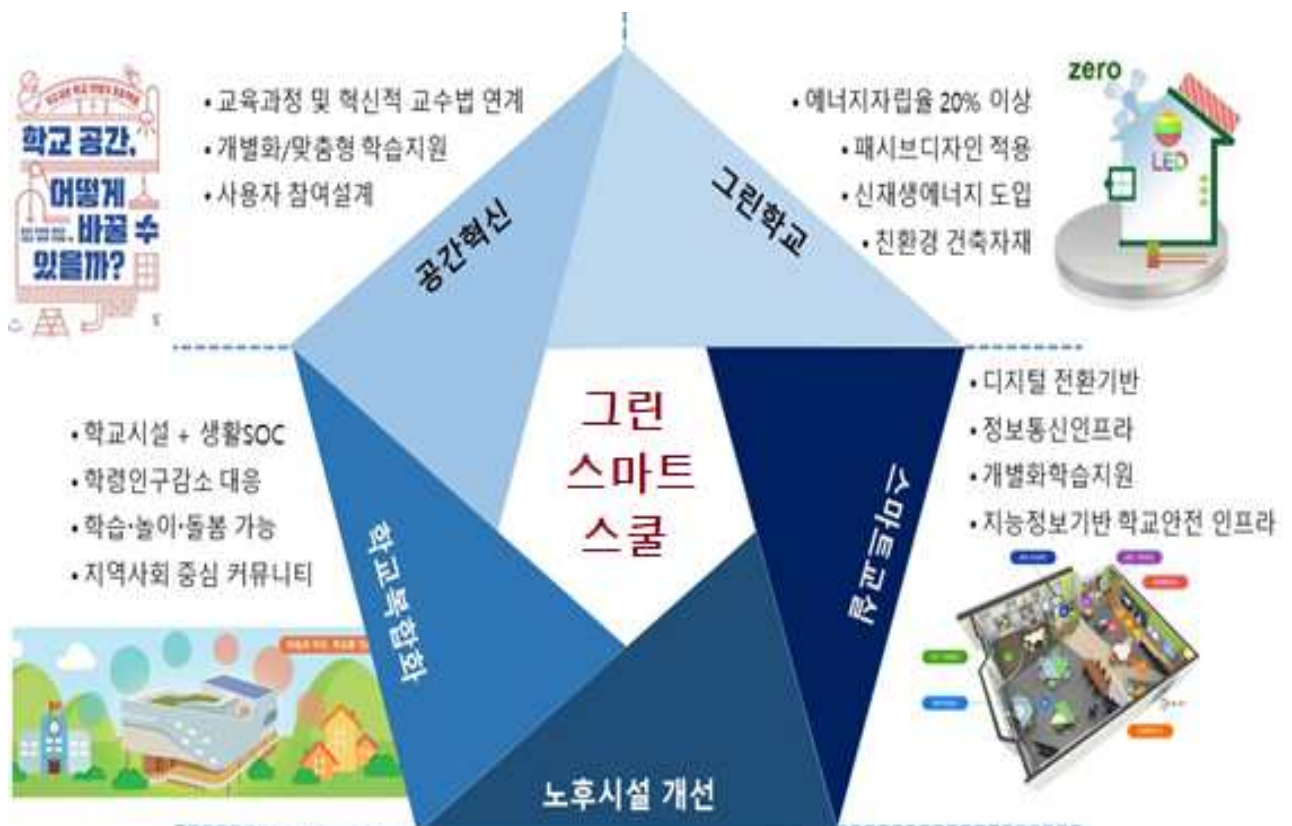 학교 공간,
어떻게
바꿀 수
있을까?
• 교육과정 및 혁신적 교수법 연계
• 개별화/맞춤형 학습지원
• 사용자 참여설계
공간혁신
그린학교
• 에너지자립율 20% 이상
• 패시브디자인 적용
• 신재생에너지 도입
• 친환경 건축자재
zero
LED
그린
스마트
스쿨
• 학교시설 + 생활SOC
• 학령인구감소 대응
• 학습·놀이·돌봄 가능
• 지역사회 중심 커뮤니티
학교복합화
스마트교실
• 디지털 전환기반
• 정보통신인프라
• 개별화학습지원
• 지능정보기반 학교안전 인프라
노후시설 개선